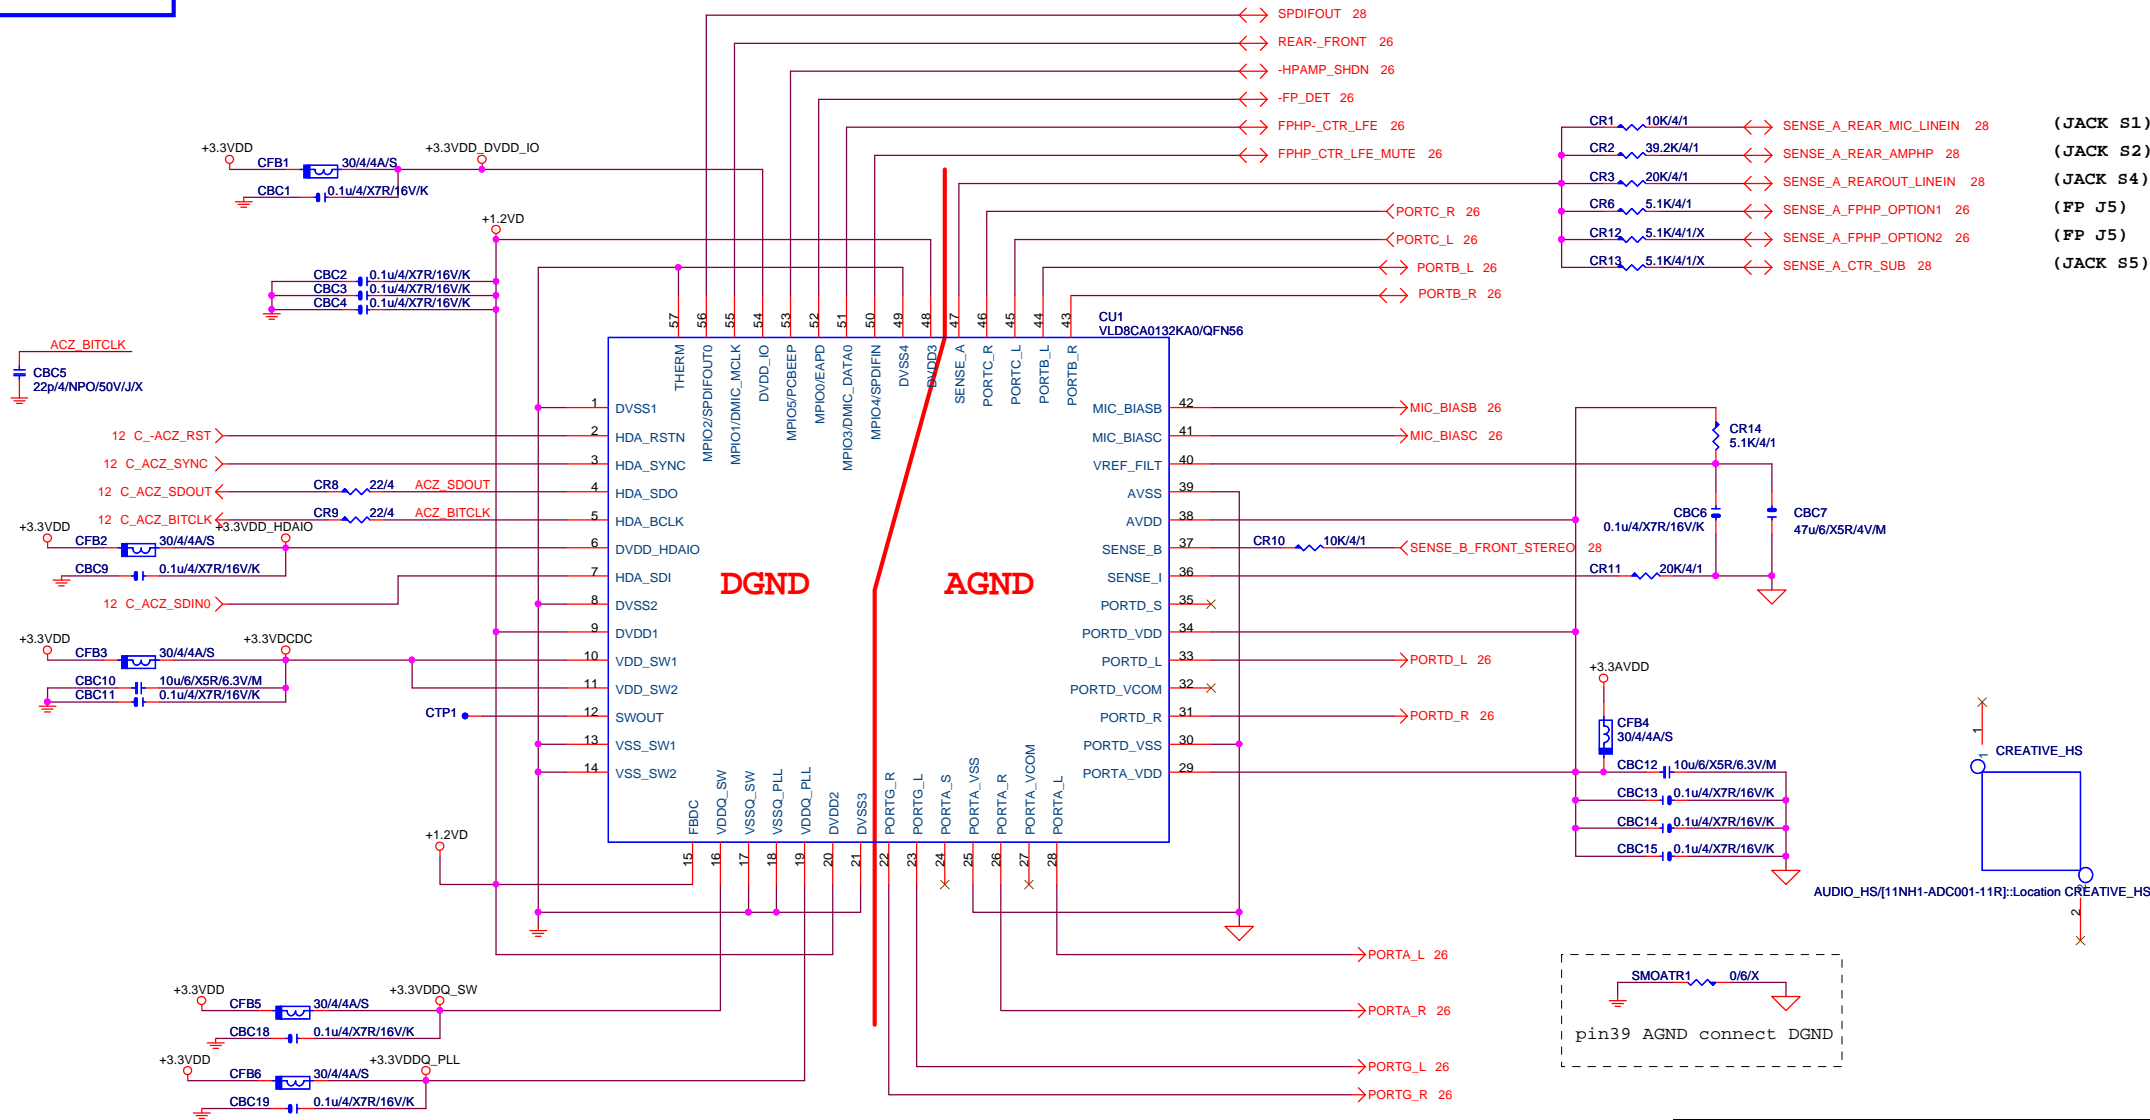 SPDIFOUT 28
REAR-_FRONT 26
-HPAMP_SHDN 26
-FP_DET 26
FPHP-_CTR_LFE 26
FPHP_CTR_LFE_MUTE 26
CR1 10K/4/1 SENSE_A_REAR_MIC_LINEIN 28 (JACK S1)
CR2 39.2K/4/1 SENSE_A_REAR_AMPHP 28 (JACK S2)
CR3 20K/4/1 SENSE_A_REAROUT_LINEIN 28 (JACK S4)
CR6 5.1K/4/1 SENSE_A_FPHP_OPTION1 26 (FP J5)
CR12 5.1K/4/1/X SENSE_A_FPHP_OPTION2 26 (FP J5)
CR13 5.1K/4/1/X SENSE_A_CTR_SUB 28 (JACK S5)
+3.3VDD +3.3VDD_DVDD_IO
CFB1 30/4/4A/S
CBC1 0.1u/4/X7R/16V/K
+1.2VD
CBC2 0.1u/4/X7R/16V/K
CBC3 0.1u/4/X7R/16V/K
CBC4 0.1u/4/X7R/16V/K
PORTC_R 26
PORTC_L 26
PORTB_L 26
PORTB_R 26
CU1
VLD8CA0132KA0/QFN56
ACZ_BITCLK
CBC5
22p/4/NPO/50V/J/X
57 THERM
56 MPIO2/SPDIFOUT0
55 MPIO1/DMIC_MCLK
54 DVDD_IO
53 MPIO5/PCBEEP
52 MPIO0/EAPD
51 MPIO3/DMIC_DATA0
50 MPIO4/SPDIFIN
49 DVSS4
48 DVDD3
47 SENSE_A
46 PORTC_R
45 PORTC_L
44 PORTB_L
43 PORTB_R
1 DVSS1
12 C_-ACZ_RST 2 HDA_RSTN
12 C_ACZ_SYNC 3 HDA_SYNC
12 C_ACZ_SDOUT CR8 22/4 ACZ_SDOUT 4 HDA_SDO
12 C_ACZ_BITCLK CR9 22/4 ACZ_BITCLK 5 HDA_BCLK
+3.3VDD +3.3VDD_HDAIO
CFB2 30/4/4A/S 6 DVDD_HDAIO
CBC9 0.1u/4/X7R/16V/K
7 HDA_SDI
12 C_ACZ_SDIN0
8 DVSS2
9 DVDD1
+3.3VDD +3.3VDCDC
CFB3 30/4/4A/S 10 VDD_SW1
CBC10 10u/6/X5R/6.3V/M
CBC11 0.1u/4/X7R/16V/K
11 VDD_SW2
CTP1 12 SWOUT
13 VSS_SW1
14 VSS_SW2
DGND AGND
MIC_BIASB 42 MIC_BIASB 26
MIC_BIASC 41 MIC_BIASC 26
VREF_FILT 40
AVSS 39
AVDD 38
SENSE_B 37 CR10 10K/4/1 SENSE_B_FRONT_STEREO 28
SENSE_I 36 CR11 20K/4/1
PORTD_S 35
PORTD_VDD 34
PORTD_L 33 PORTD_L 26
PORTD_VCOM 32
PORTD_R 31 PORTD_R 26
PORTD_VSS 30
PORTA_VDD 29
CR14
5.1K/4/1
CBC6
0.1u/4/X7R/16V/K
CBC7
47u/6/X5R/4V/M
+3.3AVDD
CFB4
30/4/4A/S
CBC12 10u/6/X5R/6.3V/M
CBC13 0.1u/4/X7R/16V/K
CBC14 0.1u/4/X7R/16V/K
CBC15 0.1u/4/X7R/16V/K
1
CREATIVE_HS
1
AUDIO_HS/[11NH1-ADC001-11R]::Location CREATIVE_HS
2
+1.2VD
15 FBDC
16 VDDQ_SW
17 VSSQ_SW
18 VSSQ_PLL
19 VDDQ_PLL
20 DVDD2
21 DVSS3
22 PORTG_R
23 PORTG_L
24 PORTA_S
25 PORTA_VSS
26 PORTA_R
27 PORTA_VCOM
28 PORTA_L
PORTA_L 26
PORTA_R 26
PORTG_L 26
PORTG_R 26
+3.3VDD +3.3VDDQ_SW
CFB5 30/4/4A/S
CBC18 0.1u/4/X7R/16V/K
+3.3VDD +3.3VDDQ_PLL
CFB6 30/4/4A/S
CBC19 0.1u/4/X7R/16V/K
SMOATR1 0/6/X
pin39 AGND connect DGND